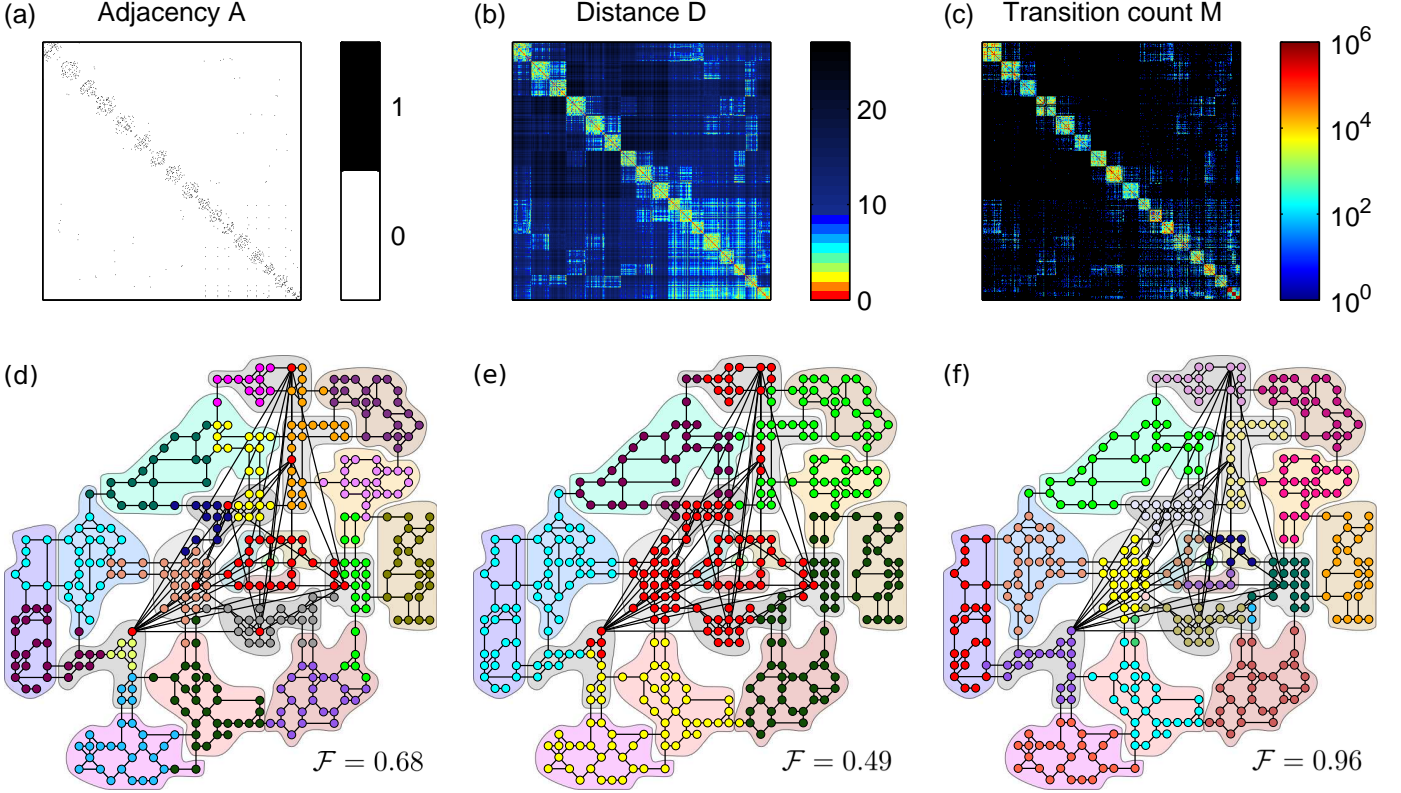 (a) Adjacency A
1
0
(b) Distance D
20
10
0
(c) Transition count M
10^6
10^4
10^2
10^0
(d)
F = 0.68
(e)
F = 0.49
(f)
F = 0.96